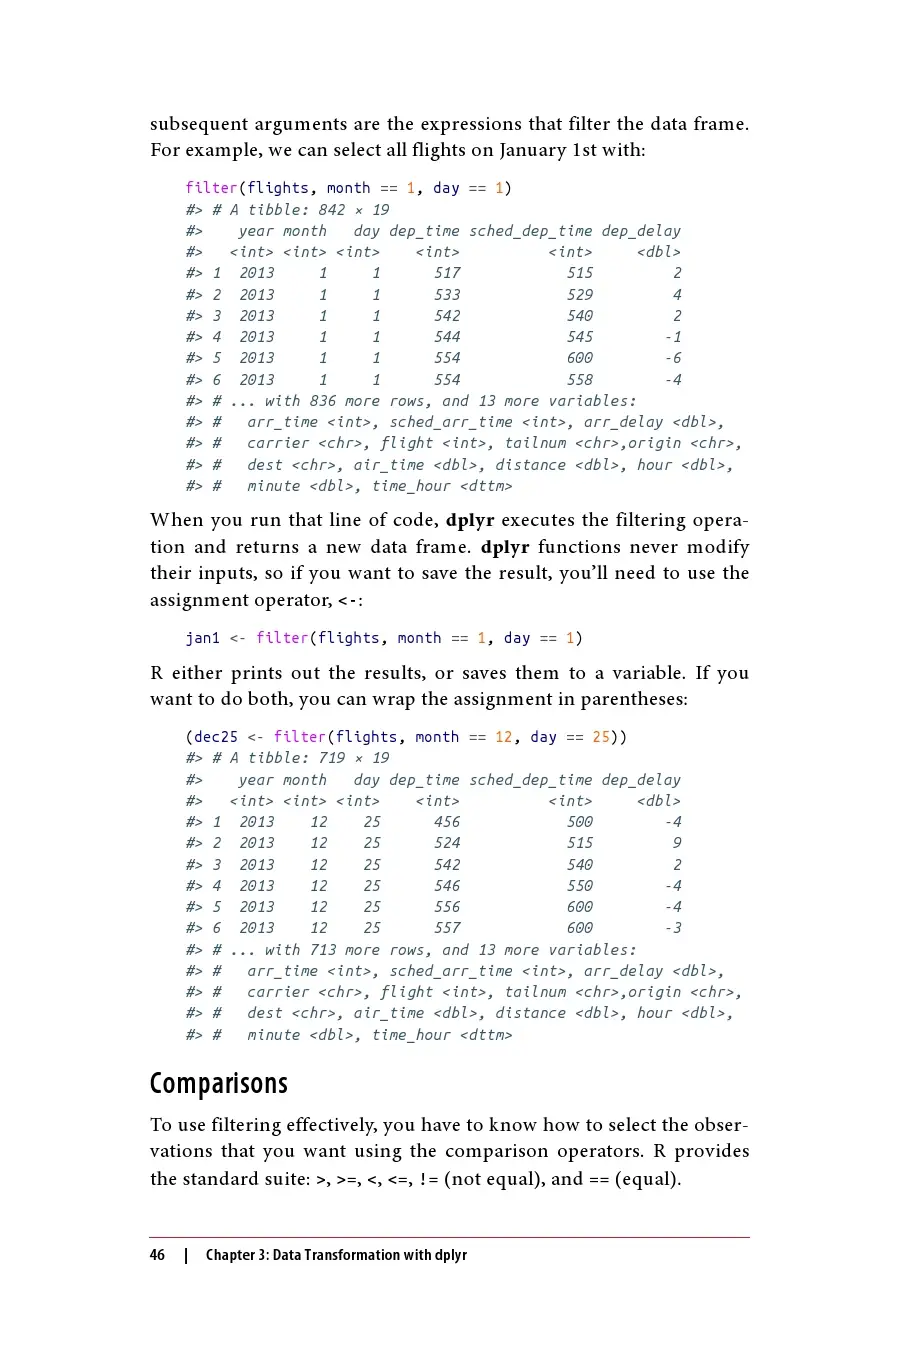 subsequent arguments are the expressions that filter the data frame.
For example, we can select all flights on January 1st with:
filter(flights, month == 1, day == 1)
#> # A tibble: 842 × 19
#>    year month   day dep_time sched_dep_time dep_delay
#>   <int> <int> <int>    <int>          <int>     <dbl>
#> 1  2013     1     1      517            515         2
#> 2  2013     1     1      533            529         4
#> 3  2013     1     1      542            540         2
#> 4  2013     1     1      544            545        -1
#> 5  2013     1     1      554            600        -6
#> 6  2013     1     1      554            558        -4
#> # ... with 836 more rows, and 13 more variables:
#> #   arr_time <int>, sched_arr_time <int>, arr_delay <dbl>,
#> #   carrier <chr>, flight <int>, tailnum <chr>,origin <chr>,
#> #   dest <chr>, air_time <dbl>, distance <dbl>, hour <dbl>,
#> #   minute <dbl>, time_hour <dttm>
When you run that line of code, dplyr executes the filtering opera-
tion and returns a new data frame. dplyr functions never modify
their inputs, so if you want to save the result, you’ll need to use the
assignment operator, <-:
jan1 <- filter(flights, month == 1, day == 1)
R either prints out the results, or saves them to a variable. If you
want to do both, you can wrap the assignment in parentheses:
(dec25 <- filter(flights, month == 12, day == 25))
#> # A tibble: 719 × 19
#>    year month   day dep_time sched_dep_time dep_delay
#>   <int> <int> <int>    <int>          <int>     <dbl>
#> 1  2013    12    25      456            500        -4
#> 2  2013    12    25      524            515         9
#> 3  2013    12    25      542            540         2
#> 4  2013    12    25      546            550        -4
#> 5  2013    12    25      556            600        -4
#> 6  2013    12    25      557            600        -3
#> # ... with 713 more rows, and 13 more variables:
#> #   arr_time <int>, sched_arr_time <int>, arr_delay <dbl>,
#> #   carrier <chr>, flight <int>, tailnum <chr>,origin <chr>,
#> #   dest <chr>, air_time <dbl>, distance <dbl>, hour <dbl>,
#> #   minute <dbl>, time_hour <dttm>
Comparisons
To use filtering effectively, you have to know how to select the obser-
vations that you want using the comparison operators. R provides
the standard suite: >, >=, <, <=, != (not equal), and == (equal).
46 | Chapter 3: Data Transformation with dplyr